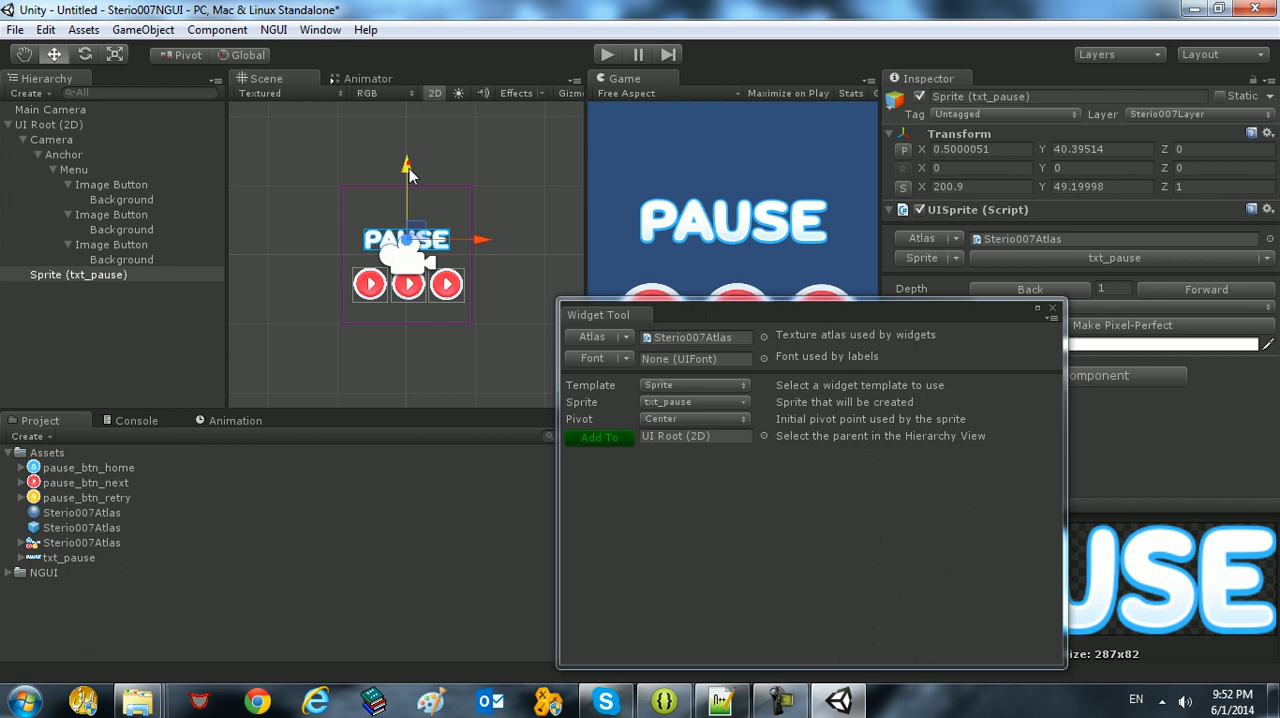 Unity - Untitled - Sterio007NGUI - PC, Mac & Linux Standalone*
File Edit Assets GameObject Component NGUI Window Help
Pivot Global Layers Layout
Hierarchy
Create All
Main Camera
UI Root (2D)
Camera
Anchor
Menu
Image Button
Background
Image Button
Background
Image Button
Background
Sprite (txt_pause)
Scene Animator
Textured RGB 2D Effects Gizm
PAUSE
Game
Free Aspect Maximize on Play Stats G
PAUSE
Inspector
Sprite (txt_pause) Static
Tag Untagged Layer Sterio007Layer
Transform
P X 0.5000051 Y 40.39514 Z 0
R X 0 Y 0 Z 0
S X 200.9 Y 49.19998 Z 1
UISprite (Script)
Atlas Sterio007Atlas
Sprite txt_pause
Depth Back 1 Forward
Make Pixel-Perfect
omponent
USE
ize: 287x82
Widget Tool
Atlas Sterio007Atlas Texture atlas used by widgets
Font None (UIFont) Font used by labels
Template Sprite Select a widget template to use
Sprite txt_pause Sprite that will be created
Pivot Center Initial pivot point used by the sprite
Add To UI Root (2D) Select the parent in the Hierarchy View
Project Console Animation
Create
Assets
pause_btn_home
pause_btn_next
pause_btn_retry
Sterio007Atlas
Sterio007Atlas
Sterio007Atlas
txt_pause
NGUI
EN 9:52 PM
6/1/2014